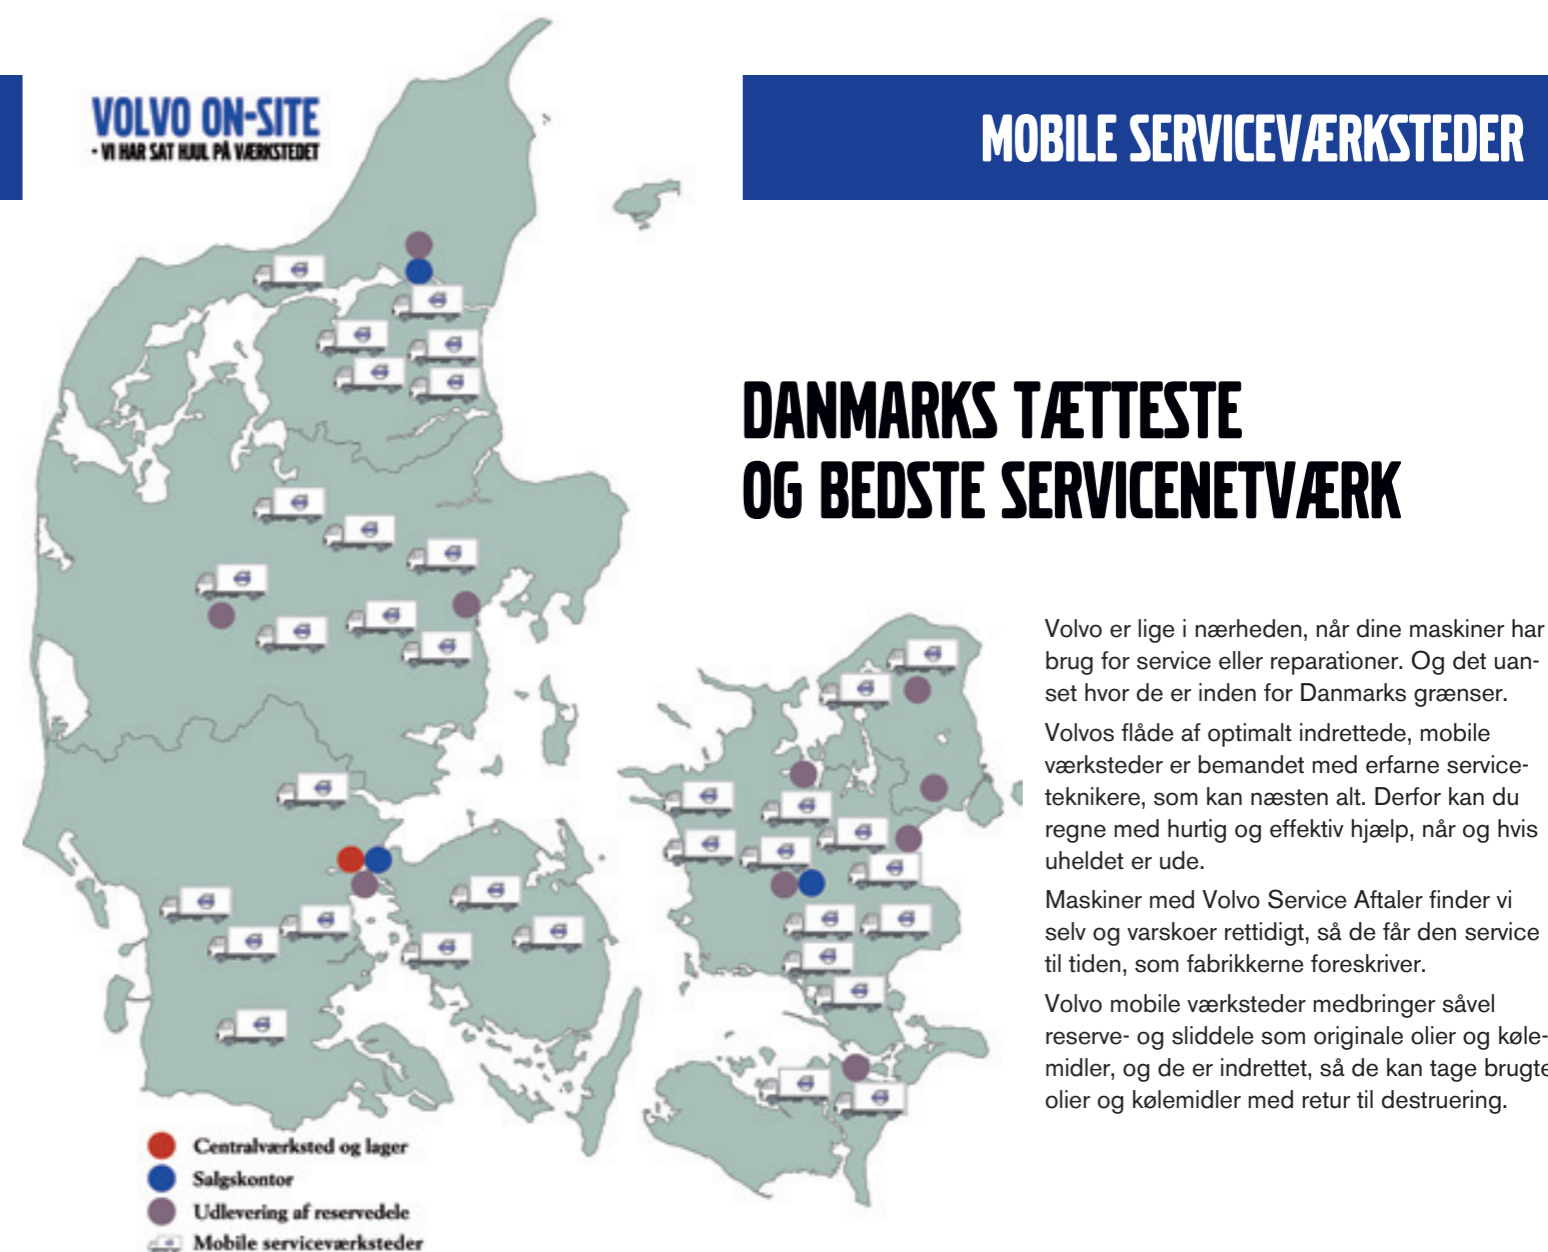 VOLVO ON-SITE
- VI HAR SAT HJUL PÅ VÆRKSTEDET
MOBILE SERVICEVÆRKSTEDER
DANMARKS TÆTTESTE
OG BEDSTE SERVICENETVÆRK
Volvo er lige i nærheden, når dine maskiner har
brug for service eller reparationer. Og det uan-
set hvor de er inden for Danmarks grænser.
Volvos flåde af optimalt indrettede, mobile
værksteder er bemandet med erfarne service-
teknikere, som kan næsten alt. Derfor kan du
regne med hurtig og effektiv hjælp, når og hvis
uheldet er ude.
Maskiner med Volvo Service Aftaler finder vi
selv og varskoer rettidigt, så de får den service
til tiden, som fabrikkerne foreskriver.
Volvo mobile værksteder medbringer såvel
reserve- og sliddele som originale olier og køle-
midler, og de er indrettet, så de kan tage brugte
olier og kølemidler med retur til destruering.
Centralværksted og lager
Salgskontor
Udlevering af reservedele
Mobile serviceværksteder